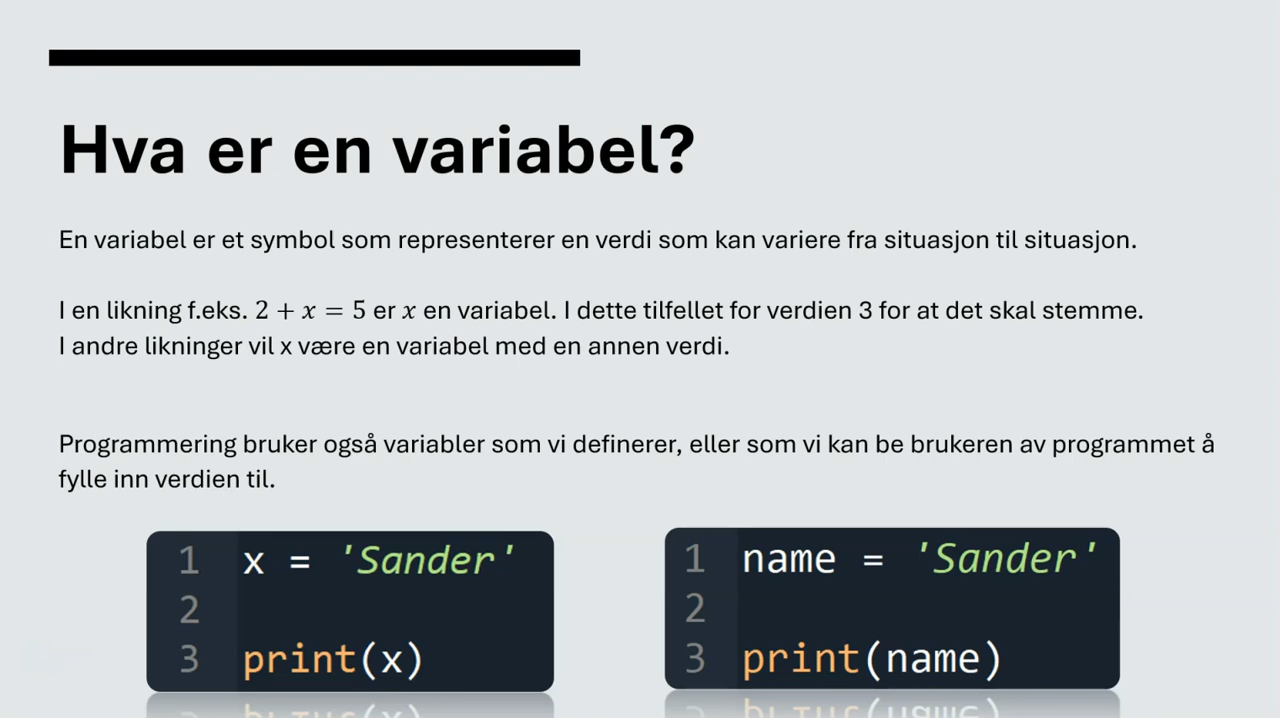 Hva er en variabel?
En variabel er et symbol som representerer en verdi som kan variere fra situasjon til situasjon.
I en likning f.eks. 2 + x = 5 er x en variabel. I dette tilfellet for verdien 3 for at det skal stemme.
I andre likninger vil x være en variabel med en annen verdi.
Programmering bruker også variabler som vi definerer, eller som vi kan be brukeren av programmet å
fylle inn verdien til.
1 x = 'Sander'
2
3 print(x)
1 name = 'Sander'
2
3 print(name)